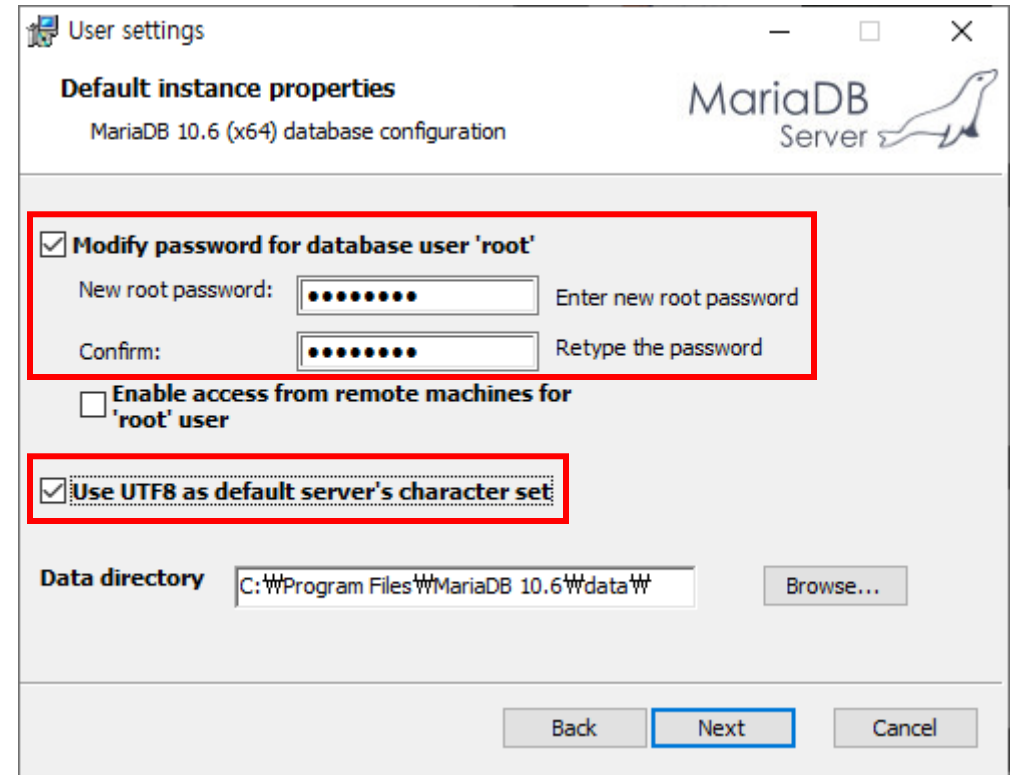 User settings
Default instance properties
MariaDB 10.6 (x64) database configuration
MariaDB
Server
Modify password for database user 'root'
New root password: ●●●●●●●● Enter new root password
Confirm: ●●●●●●●● Retype the password
Enable access from remote machines for
'root' user
Use UTF8 as default server's character set
Data directory C:₩Program Files₩MariaDB 10.6₩data₩ Browse...
Back Next Cancel